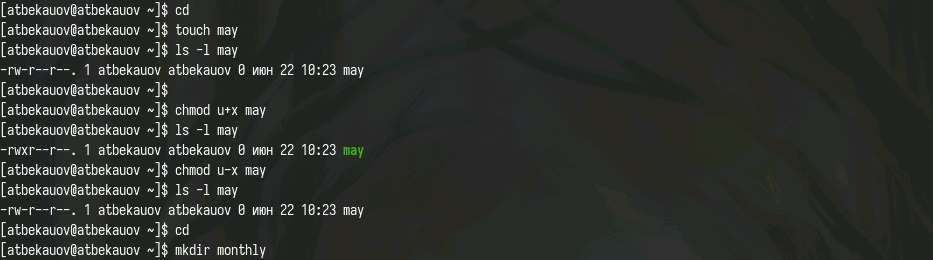 [atbekauov@atbekauov ~]$ cd
[atbekauov@atbekauov ~]$ touch may
[atbekauov@atbekauov ~]$ ls -l may
-rw-r--r--. 1 atbekauov atbekauov 0 июн 22 10:23 may
[atbekauov@atbekauov ~]$
[atbekauov@atbekauov ~]$ chmod u+x may
[atbekauov@atbekauov ~]$ ls -l may
-rwxr--r--. 1 atbekauov atbekauov 0 июн 22 10:23 may
[atbekauov@atbekauov ~]$ chmod u-x may
[atbekauov@atbekauov ~]$ ls -l may
-rw-r--r--. 1 atbekauov atbekauov 0 июн 22 10:23 may
[atbekauov@atbekauov ~]$ cd
[atbekauov@atbekauov ~]$ mkdir monthly